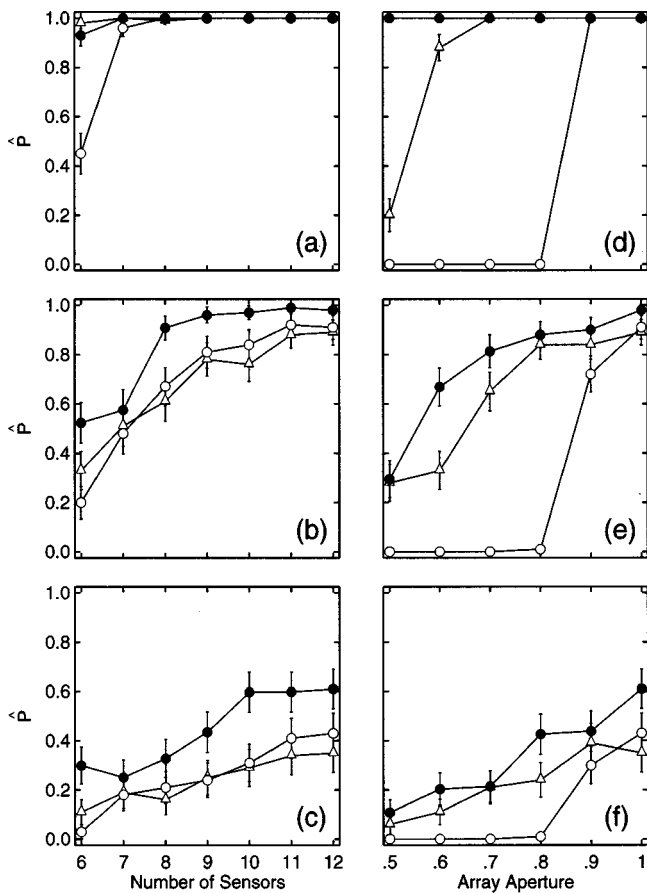 1.0
0.8
0.6
0.4
0.2
0.0
P̂
(a)
(d)
1.0
0.8
0.6
0.4
0.2
0.0
P̂
(b)
(e)
1.0
0.8
0.6
0.4
0.2
0.0
P̂
(c)
(f)
6 7 8 9 10 11 12
.5 .6 .7 .8 .9 1
Number of Sensors
Array Aperture